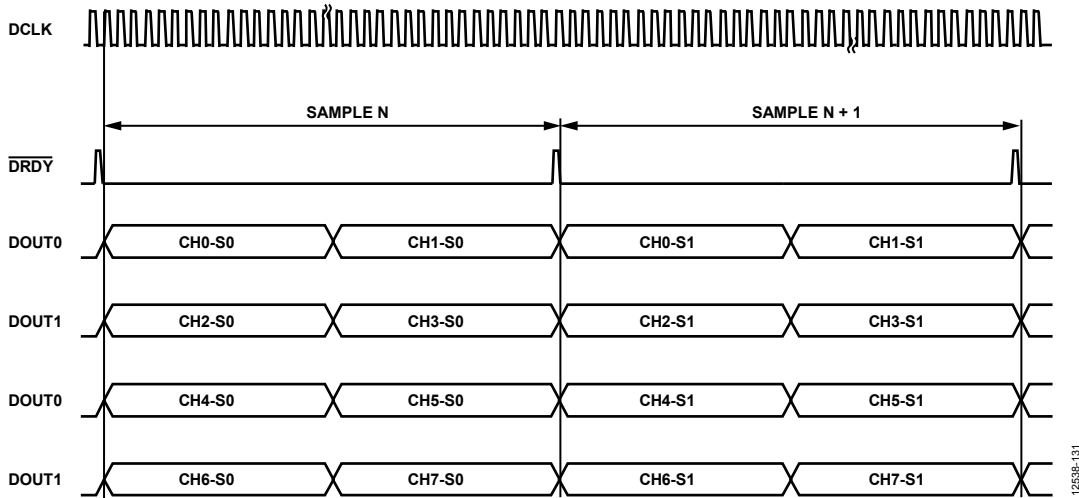 DCLK
SAMPLE N SAMPLE N + 1
DRDY
DOUT0 CH0-S0 CH1-S0 CH0-S1 CH1-S1
DOUT1 CH2-S0 CH3-S0 CH2-S1 CH3-S1
DOUT0 CH4-S0 CH5-S0 CH4-S1 CH5-S1
DOUT1 CH6-S0 CH7-S0 CH6-S1 CH7-S1
12538-131